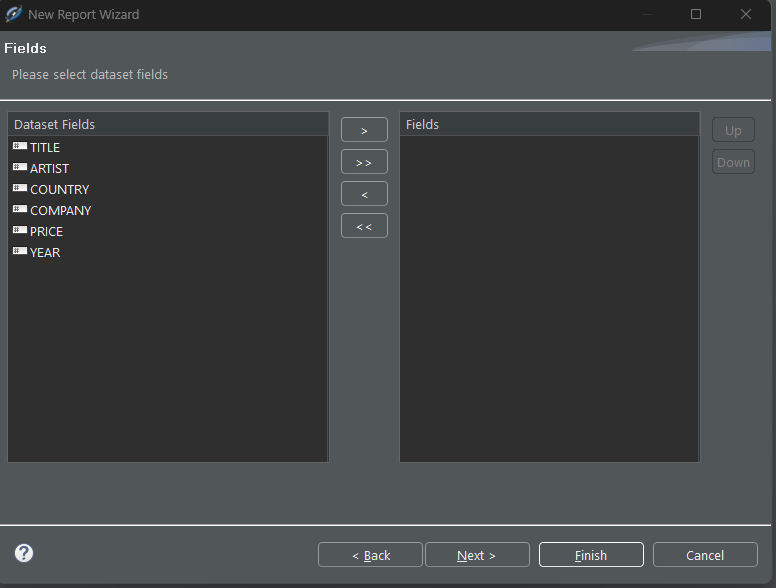 New Report Wizard
Fields
Please select dataset fields
Dataset Fields
TITLE
ARTIST
COUNTRY
COMPANY
PRICE
YEAR
>
>>
<
<<
Fields
Up
Down
?
< Back
Next >
Finish
Cancel